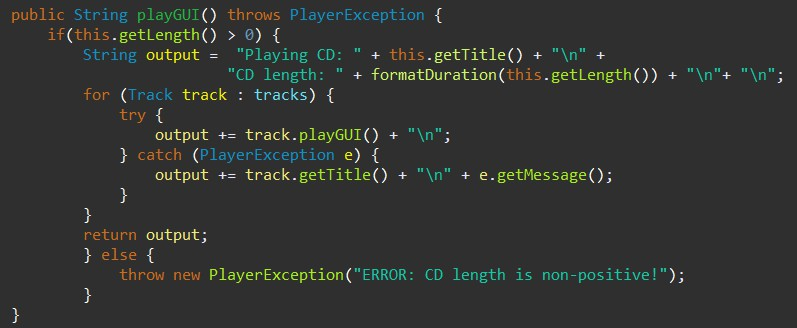 public String playGUI() throws PlayerException {
    if(this.getLength() > 0) {
        String output =  "Playing CD: " + this.getTitle() + "\n" +
                        "CD length: " + formatDuration(this.getLength()) + "\n"+ "\n";
        for (Track track : tracks) {
            try {
                output += track.playGUI() + "\n";
            } catch (PlayerException e) {
                output += track.getTitle() + "\n" + e.getMessage();
            }
        }
        return output;
        } else {
            throw new PlayerException("ERROR: CD length is non-positive!");
        }
}